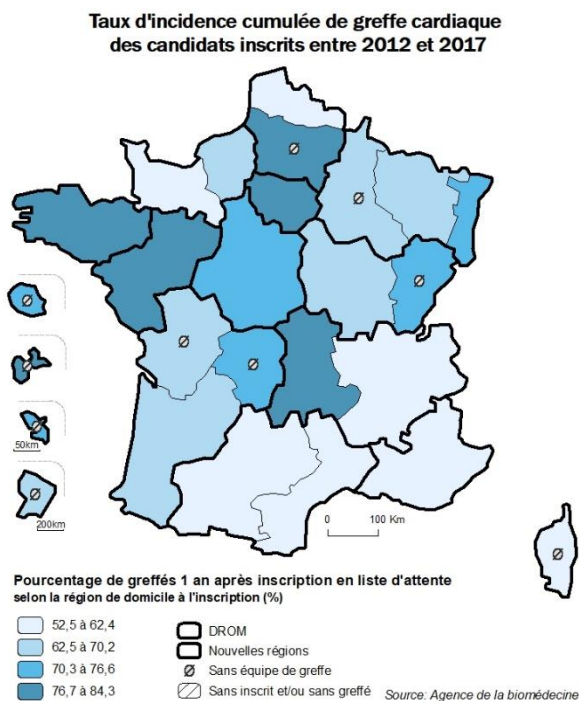 Taux d'incidence cumulée de greffe cardiaque
des candidats inscrits entre 2012 et 2017
50km
200km
0 100 Km
Pourcentage de greffés 1 an après inscription en liste d'attente
selon la région de domicile à l'inscription (%)
52,5 à 62,4
62,5 à 70,2
70,3 à 76,6
76,7 à 84,3
DROM
Nouvelles régions
Sans équipe de greffe
Sans inscrit et/ou sans greffé
Source: Agence de la biomédecine